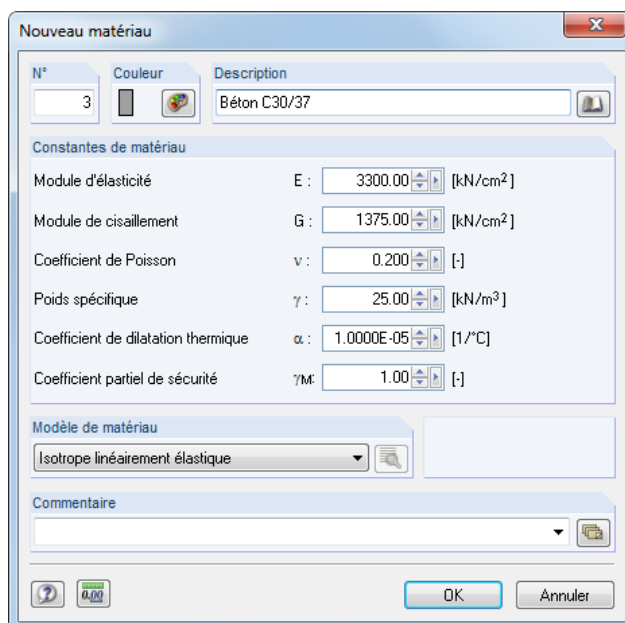 Nouveau matériau
N° Couleur Description
3 Béton C30/37
Constantes de matériau
Module d'élasticité E : 3300.00 [kN/cm²]
Module de cisaillement G : 1375.00 [kN/cm²]
Coefficient de Poisson ν : 0.200 [-]
Poids spécifique γ : 25.00 [kN/m³]
Coefficient de dilatation thermique α : 1.0000E-05 [1/°C]
Coefficient partiel de sécurité γM: 1.00 [-]
Modèle de matériau
Isotrope linéairement élastique
Commentaire
0.00 OK Annuler